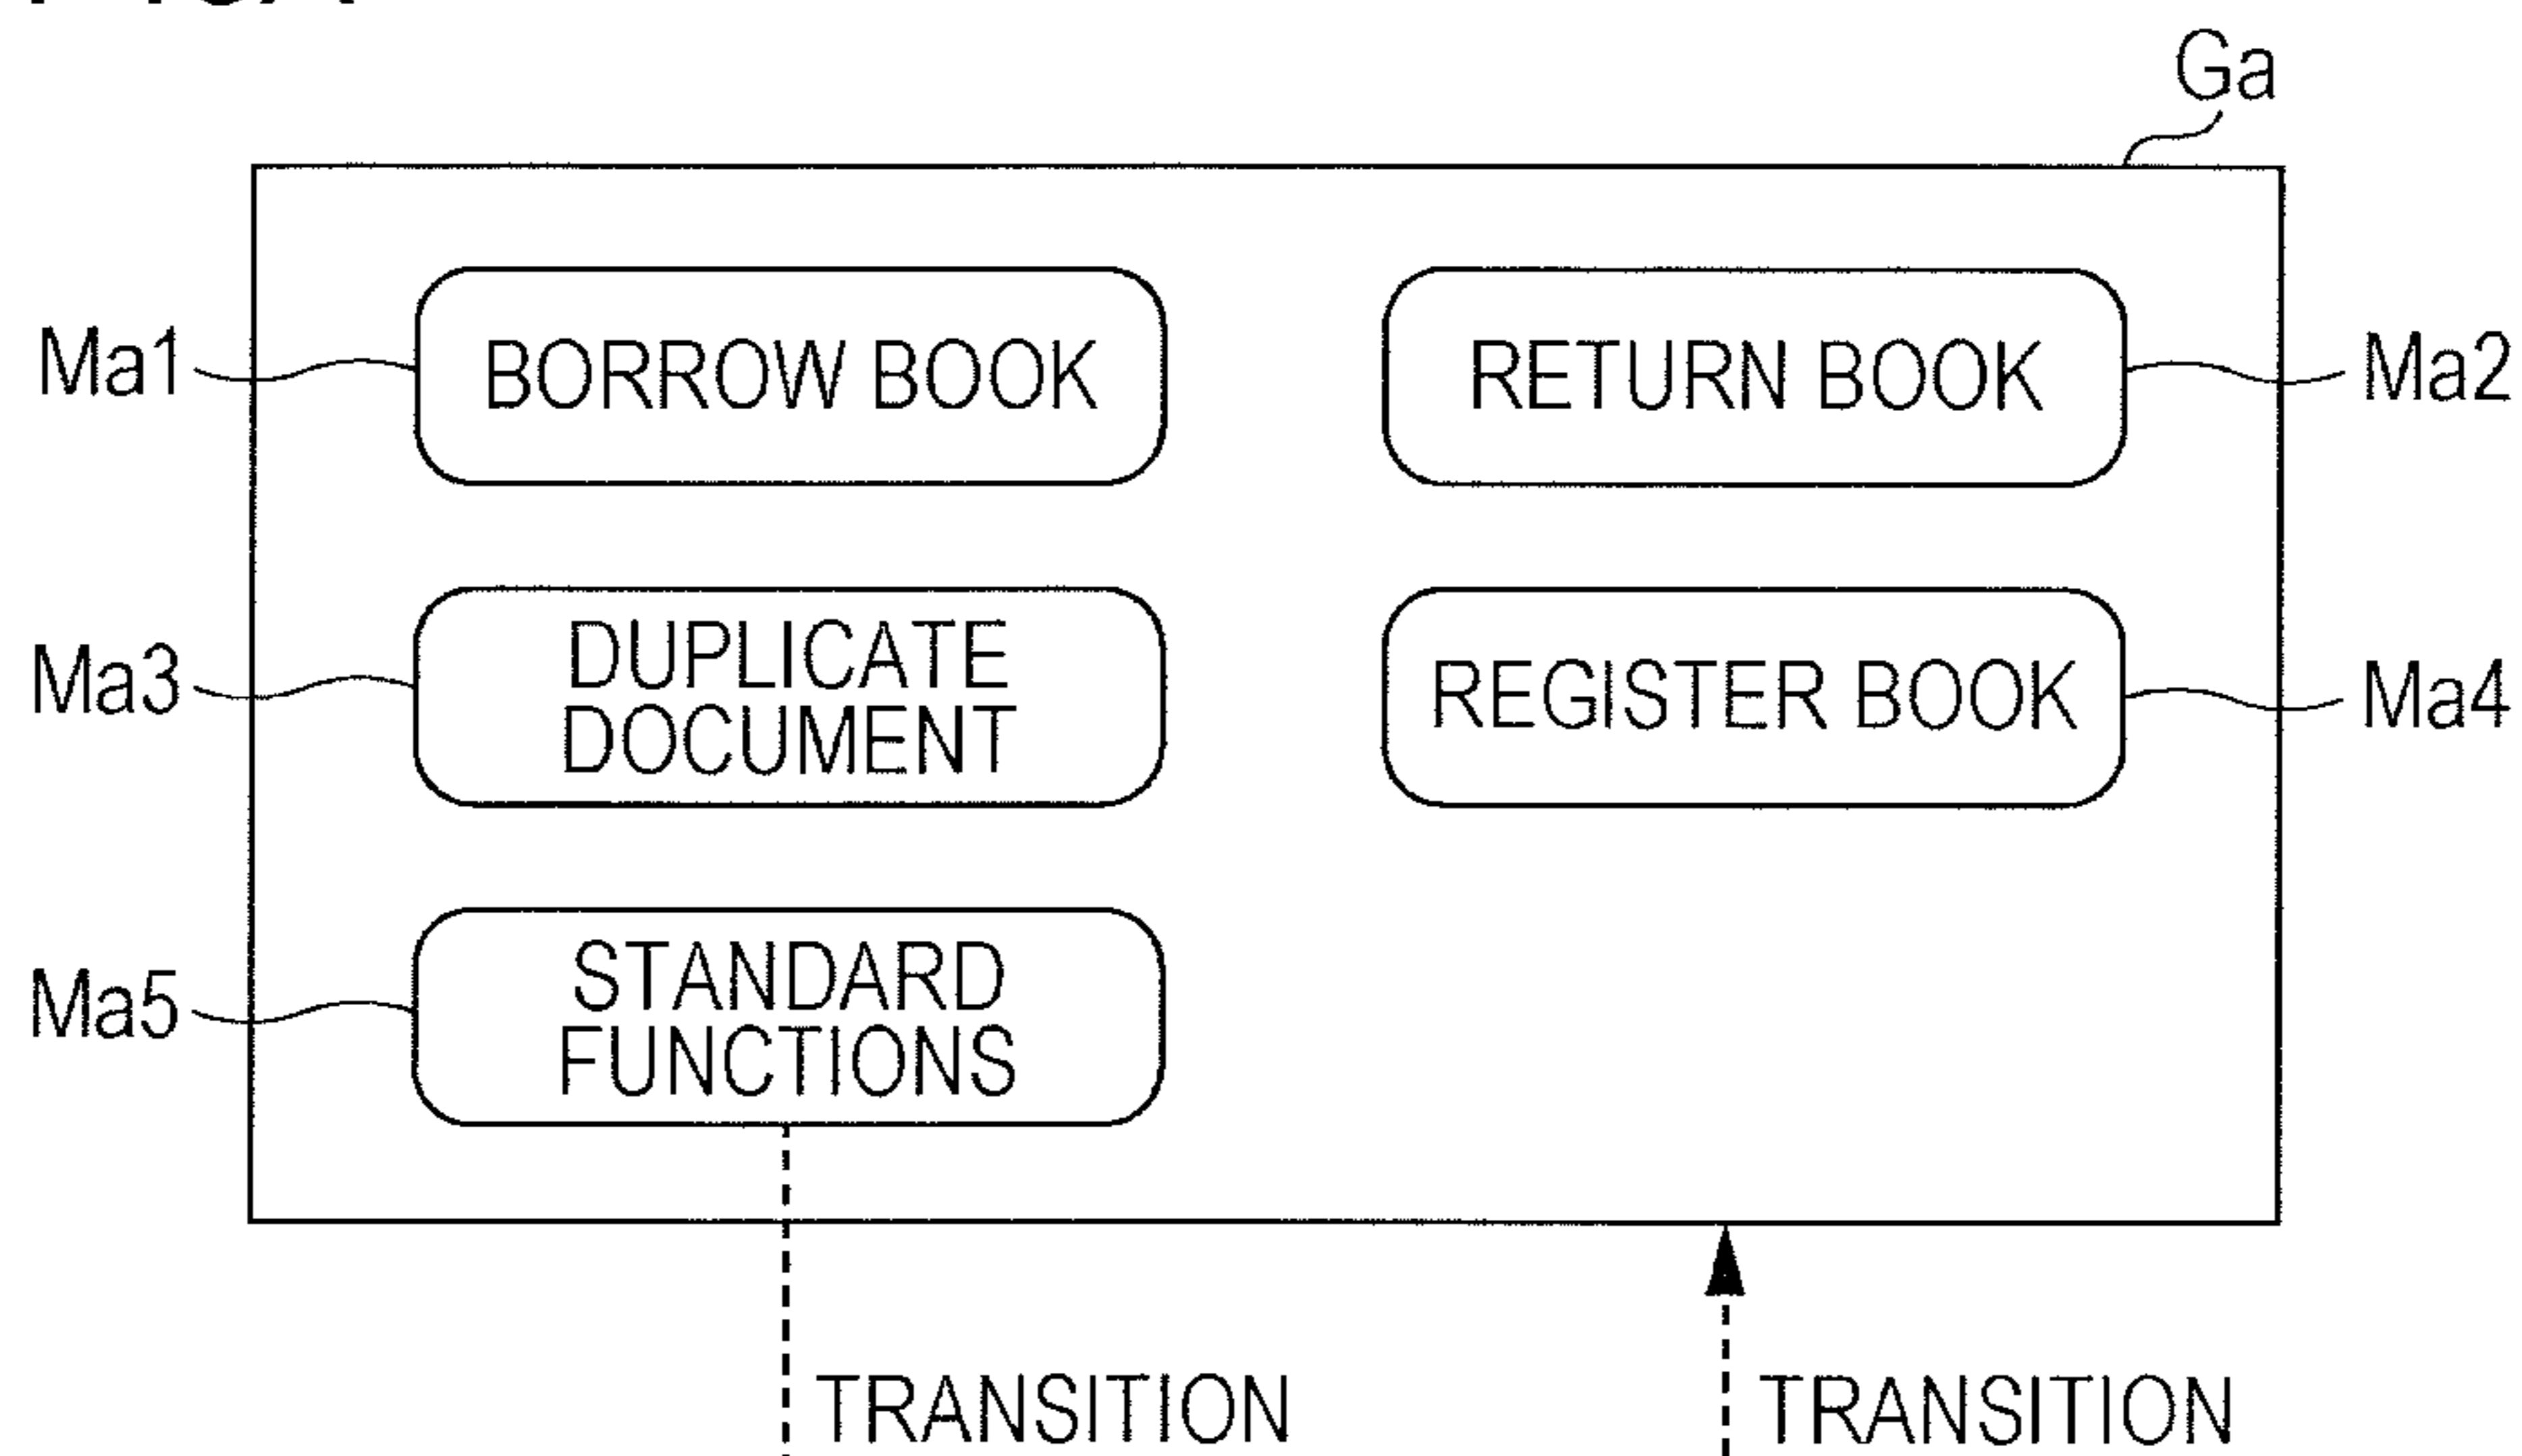 Ga
Ma1
BORROW BOOK
RETURN BOOK
Ma2
Ma3
DUPLICATE
DOCUMENT
REGISTER BOOK
Ma4
Ma5
STANDARD
FUNCTIONS
TRANSITION
TRANSITION